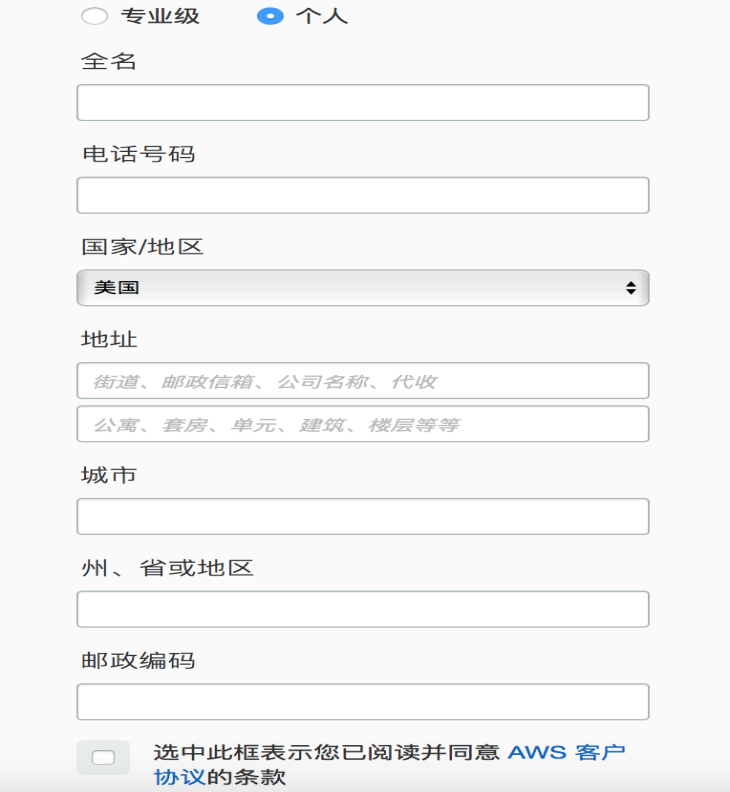 专业级 个人
全名
电话号码
国家/地区
美国
地址
街道、邮政信箱、公司名称、代收
公寓、套房、单元、建筑、楼层等等
城市
州、省或地区
邮政编码
选中此框表示您已阅读并同意 AWS 客户
协议的条款